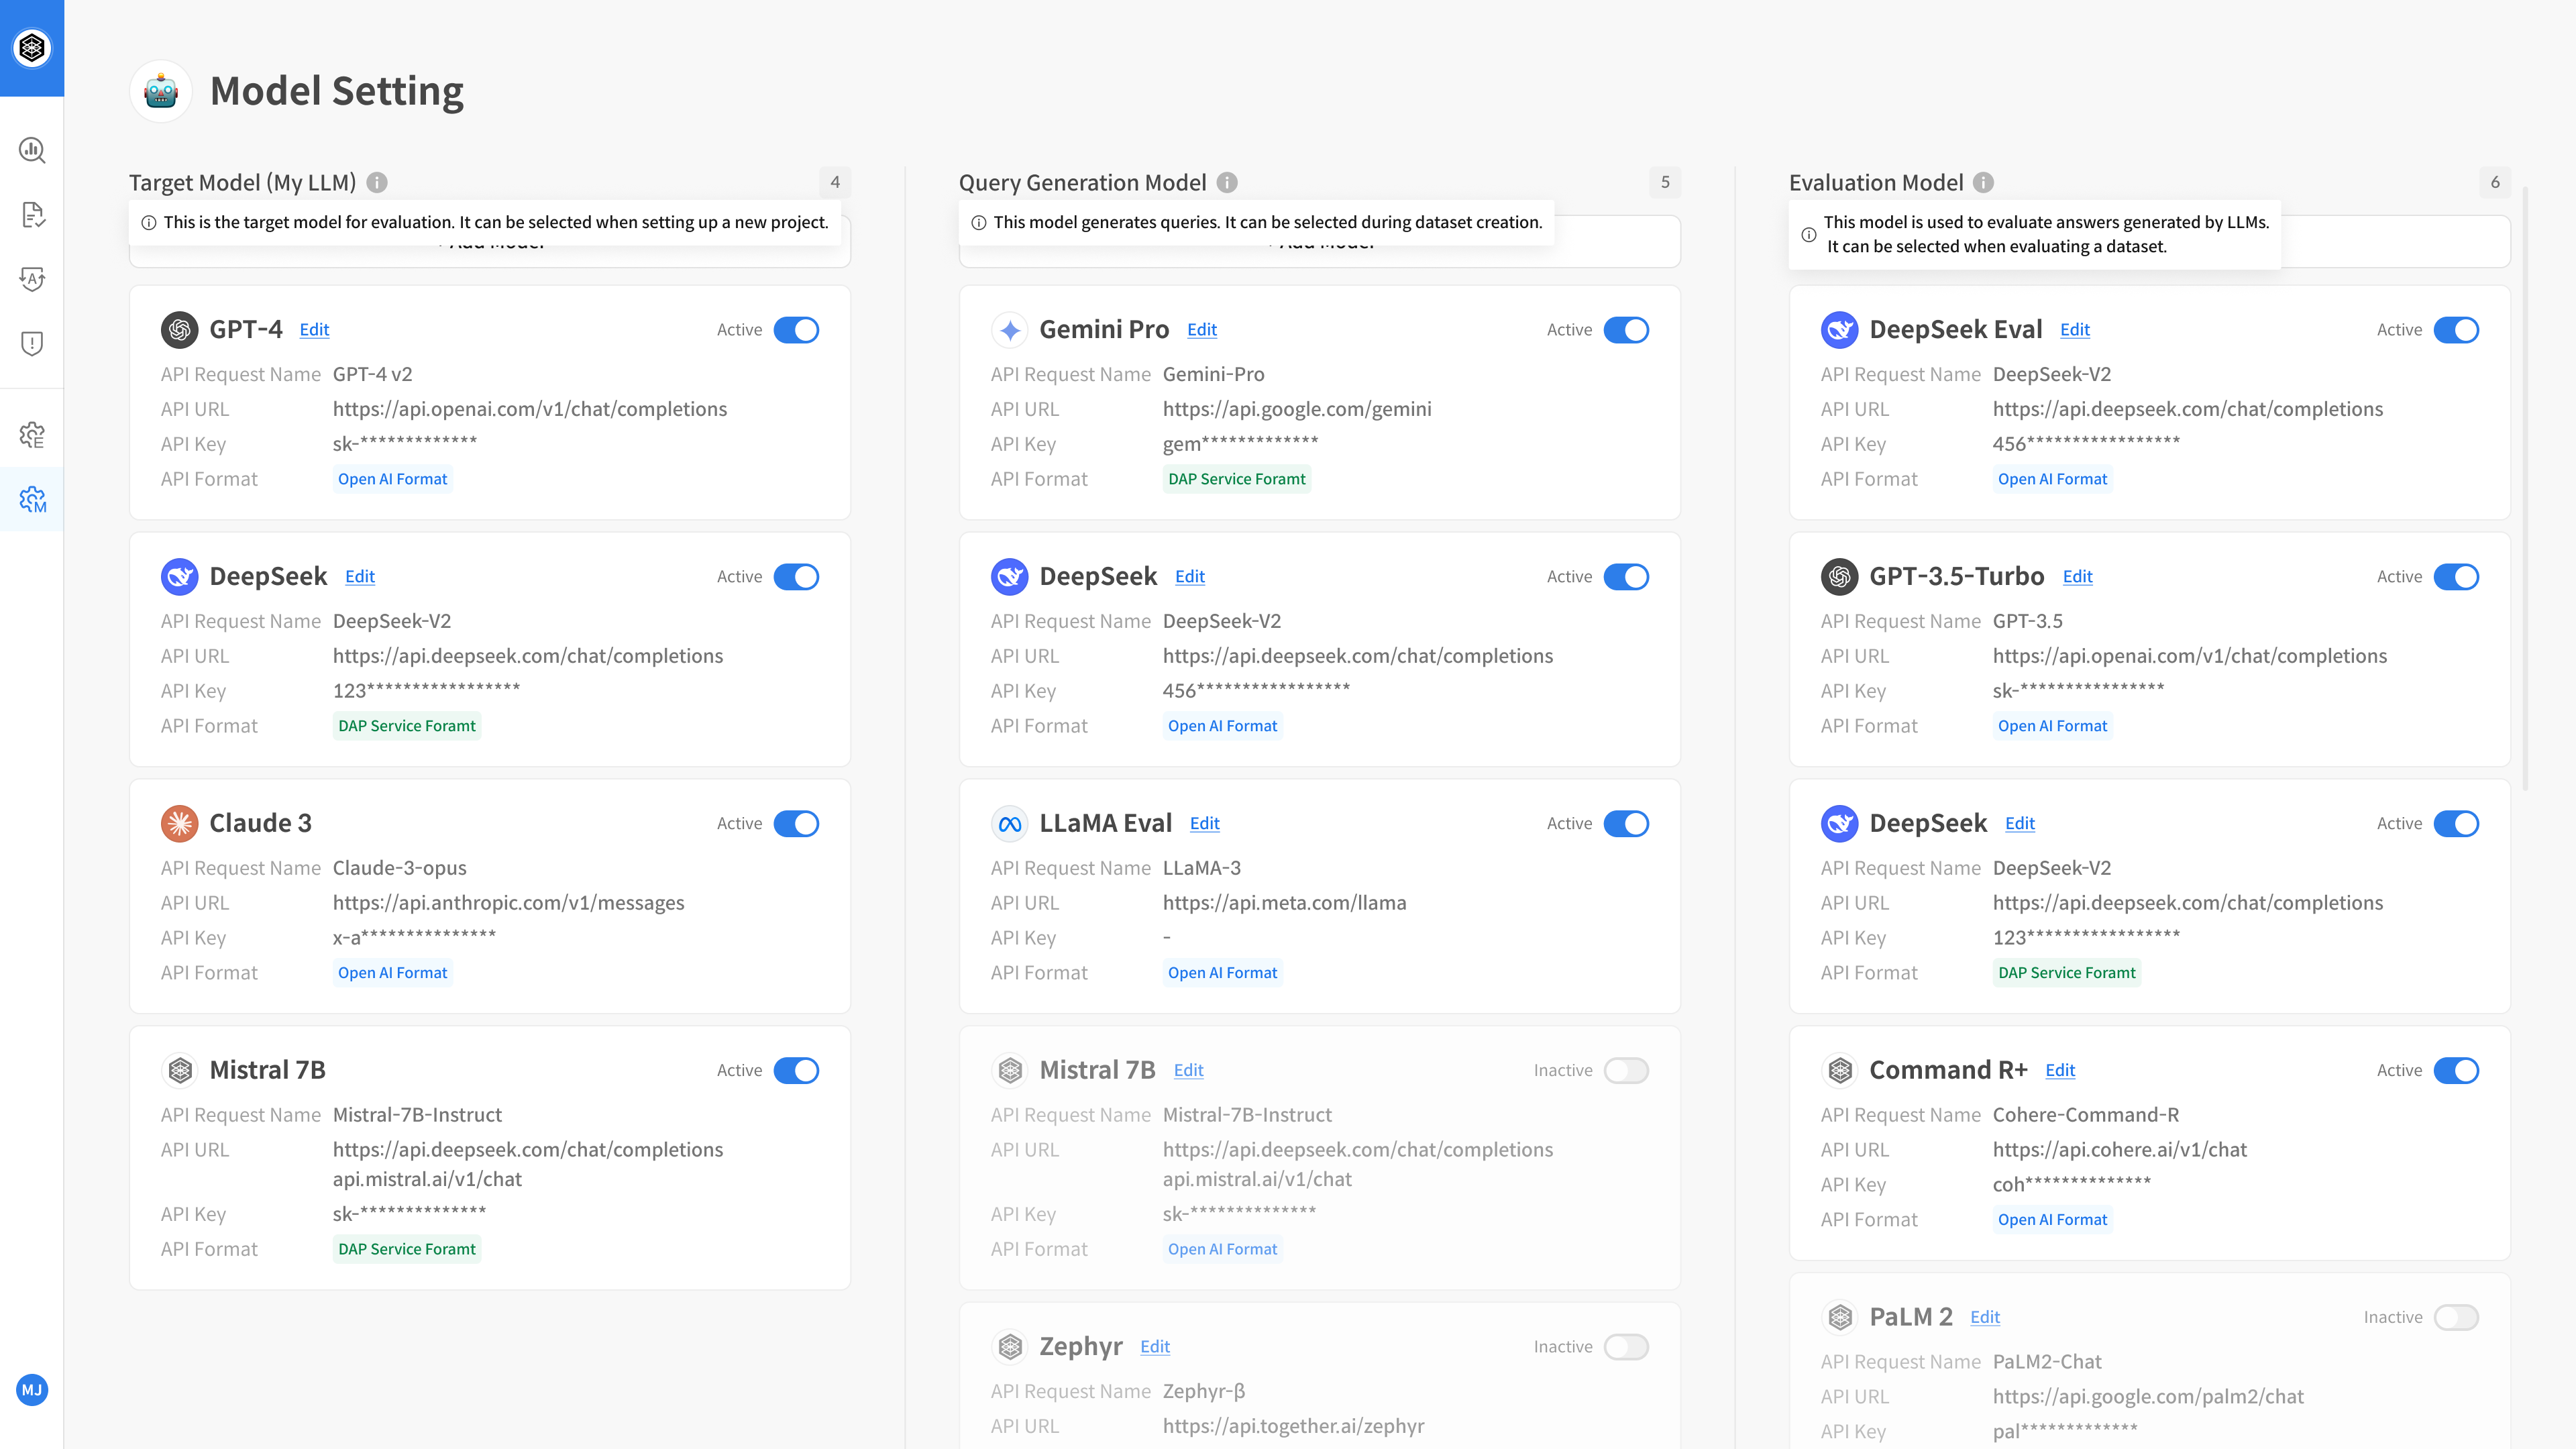 Model Setting
Target Model (My LLM)
4
This is the target model for evaluation. It can be selected when setting up a new project.
GPT-4 Edit Active
API Request Name GPT-4 v2
API URL https://api.openai.com/v1/chat/completions
API Key sk-*************
API Format Open AI Format
DeepSeek Edit Active
API Request Name DeepSeek-V2
API URL https://api.deepseek.com/chat/completions
API Key 123*****************
API Format DAP Service Foramt
Claude 3 Active
API Request Name Claude-3-opus
API URL https://api.anthropic.com/v1/messages
API Key x-a***************
API Format Open AI Format
Mistral 7B Active
API Request Name Mistral-7B-Instruct
API URL https://api.deepseek.com/chat/completions
api.mistral.ai/v1/chat
API Key sk-**************
API Format DAP Service Foramt
Query Generation Model
5
This model generates queries. It can be selected during dataset creation.
Gemini Pro Edit Active
API Request Name Gemini-Pro
API URL https://api.google.com/gemini
API Key gem*************
API Format DAP Service Foramt
DeepSeek Edit Active
API Request Name DeepSeek-V2
API URL https://api.deepseek.com/chat/completions
API Key 456*****************
API Format Open AI Format
LLaMA Eval Edit Active
API Request Name LLaMA-3
API URL https://api.meta.com/llama
API Key -
API Format Open AI Format
Mistral 7B Edit Inactive
API Request Name Mistral-7B-Instruct
API URL https://api.deepseek.com/chat/completions
api.mistral.ai/v1/chat
API Key sk-**************
API Format Open AI Format
Zephyr Edit Inactive
API Request Name Zephyr-β
API URL https://api.together.ai/zephyr
Evaluation Model
6
This model is used to evaluate answers generated by LLMs.
It can be selected when evaluating a dataset.
DeepSeek Eval Edit Active
API Request Name DeepSeek-V2
API URL https://api.deepseek.com/chat/completions
API Key 456*****************
API Format Open AI Format
GPT-3.5-Turbo Edit Active
API Request Name GPT-3.5
API URL https://api.openai.com/v1/chat/completions
API Key sk-****************
API Format Open AI Format
DeepSeek Edit Active
API Request Name DeepSeek-V2
API URL https://api.deepseek.com/chat/completions
API Key 123*****************
API Format DAP Service Foramt
Command R+ Edit Active
API Request Name Cohere-Command-R
API URL https://api.cohere.ai/v1/chat
API Key coh**************
API Format Open AI Format
PaLM 2 Edit Inactive
API Request Name PaLM2-Chat
API URL https://api.google.com/palm2/chat
API Key pal*************
A
E
M
MJ